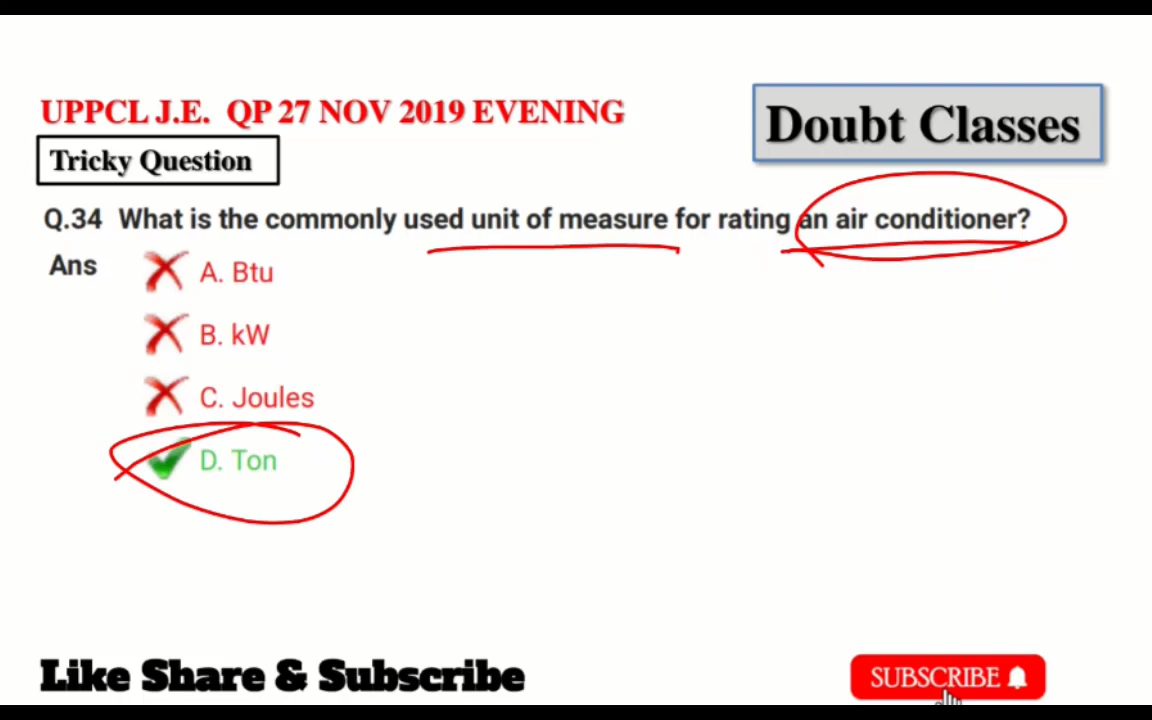 UPPCL J.E. QP 27 NOV 2019 EVENING
Doubt Classes
Tricky Question
Q.34 What is the commonly used unit of measure for rating an air conditioner?
Ans
A. Btu
B. kW
C. Joules
D. Ton
Like Share & Subscribe
SUBSCRIBE